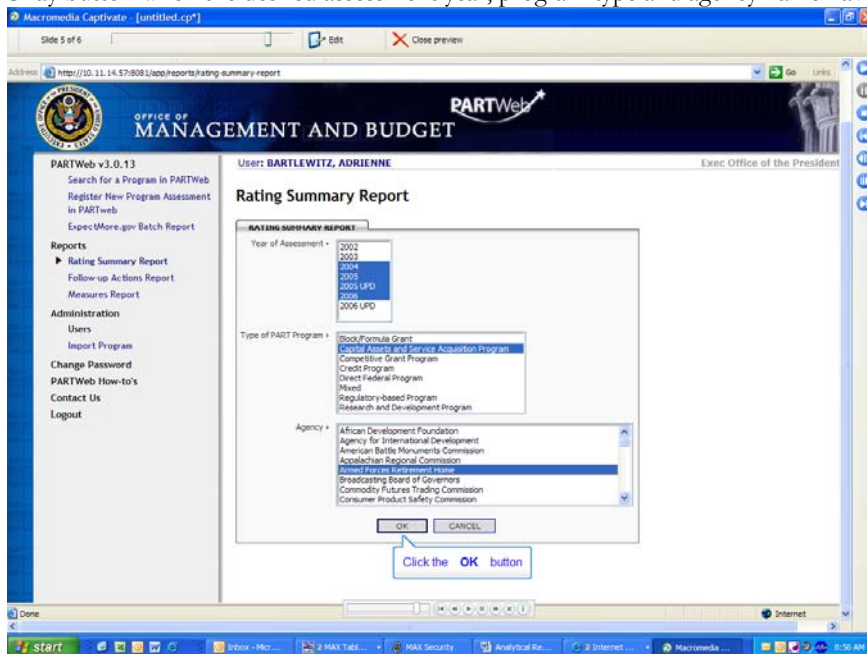 Macromedia Captivate - [untitled.cp*]
Slide 5 of 6
Edit
Close preview
Address
http://10.11.14.57:8081/app/reports/rating-summary-report
Go
Links
OFFICE OF
MANAGEMENT AND BUDGET
PARTWeb
PARTWeb v3.0.13
Search for a Program in PARTWeb
Register New Program Assessment
in PARTweb
ExpectMore.gov Batch Report
Reports
Rating Summary Report
Follow-up Actions Report
Measures Report
Administration
Users
Import Program
Change Password
PARTWeb How-to's
Contact Us
Logout
User: BARTLEWITZ, ADRIENNE
Exec Office of the President
Rating Summary Report
RATING SUMMARY REPORT
Year of Assessment
2002
2003
2004
2005
2005 UPD
2006
2006 UPD
Type of PART Program
Block/Formula Grant
Capital Assets and Service Acquisition Program
Competitive Grant Program
Credit Program
Direct Federal Program
Mixed
Regulatory-based Program
Research and Development Program
Agency
African Development Foundation
Agency for International Development
American Battle Monuments Commission
Appalachian Regional Commission
Armed Forces Retirement Home
Broadcasting Board of Governors
Commodity Futures Trading Commission
Consumer Product Safety Commission
OK
CANCEL
Click the OK button
Done
Internet
start
Inbox - Micr...
2 MAX Tabl...
MAX Security
Analytical Re...
2 Internet ...
Macromedia ...
8:56 AM